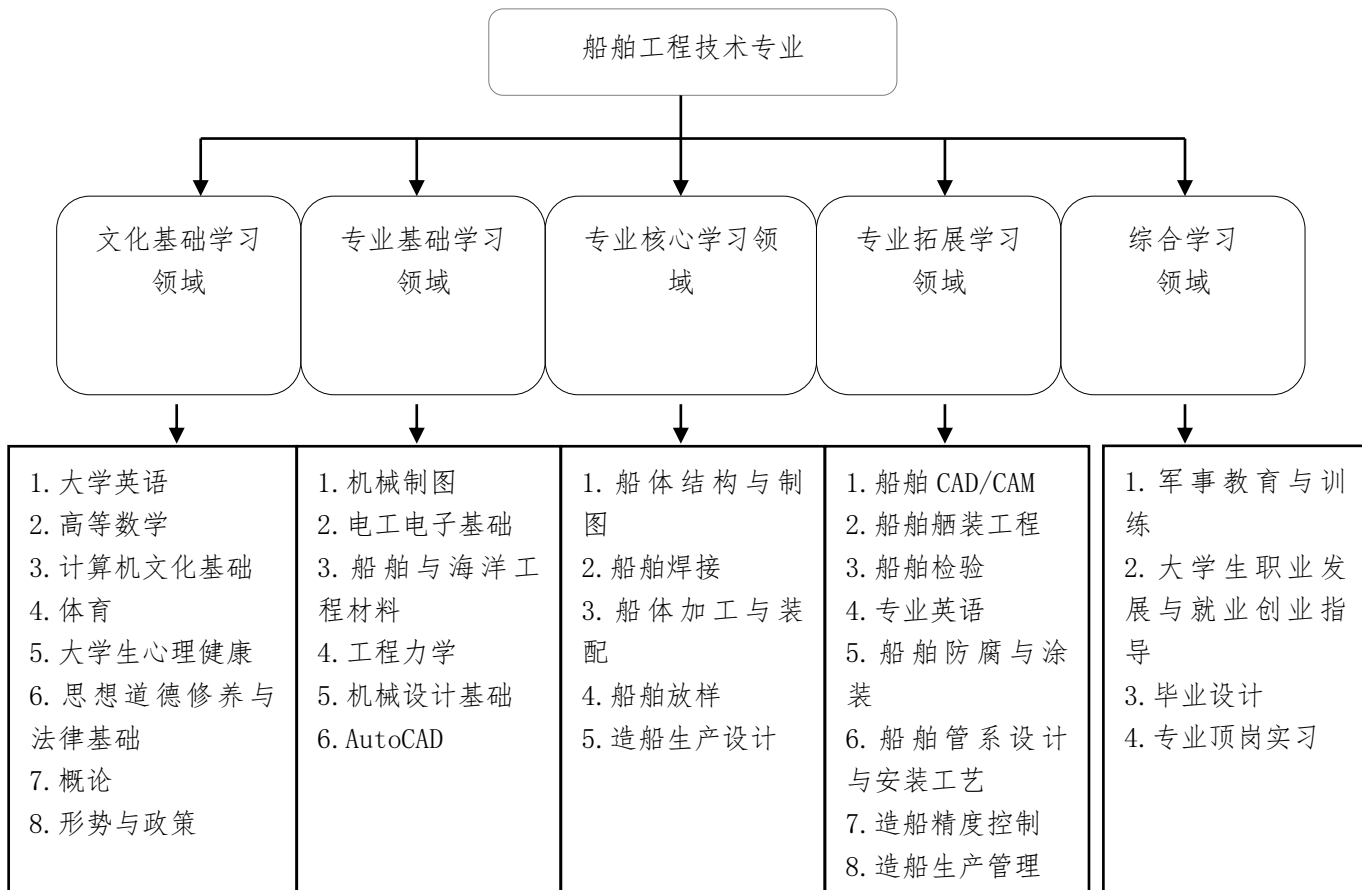 船舶工程技术专业
文化基础学习
领域
专业基础学习
领域
专业核心学习领
域
专业拓展学习
领域
综合学习
领域
1.大学英语
2.高等数学
3.计算机文化基础
4.体育
5.大学生心理健康
6.思想道德修养与
法律基础
7.概论
8.形势与政策
1.机械制图
2.电工电子基础
3.船舶与海洋工
程材料
4.工程力学
5.机械设计基础
6.AutoCAD
1.船体结构与制
图
2.船舶焊接
3.船体加工与装
配
4.船舶放样
5.造船生产设计
1.船舶 CAD/CAM
2.船舶舾装工程
3.船舶检验
4.专业英语
5.船舶防腐与涂
装
6.船舶管系设计
与安装工艺
7.造船精度控制
8.造船生产管理
1.军事教育与训
练
2.大学生职业发
展与就业创业指
导
3.毕业设计
4.专业顶岗实习